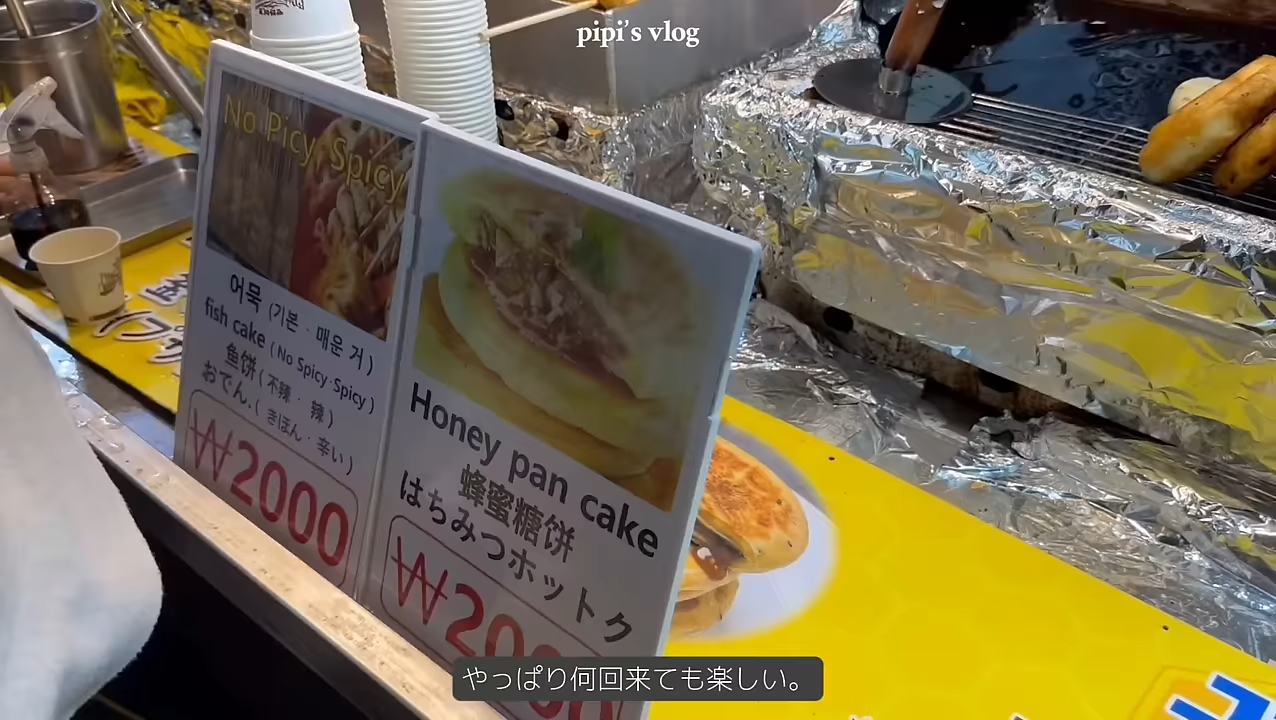 pipi's vlog
No Picy, Spicy
어묵 (기본 · 매운 거)
fish cake (No Spicy·Spicy)
鱼饼(不辣 · 辣)
おでん.(きほん · 辛い)
₩2000
Honey pan cake
蜂蜜糖饼
はちみつホットク
₩2000
やっぱり何回来ても楽しい。